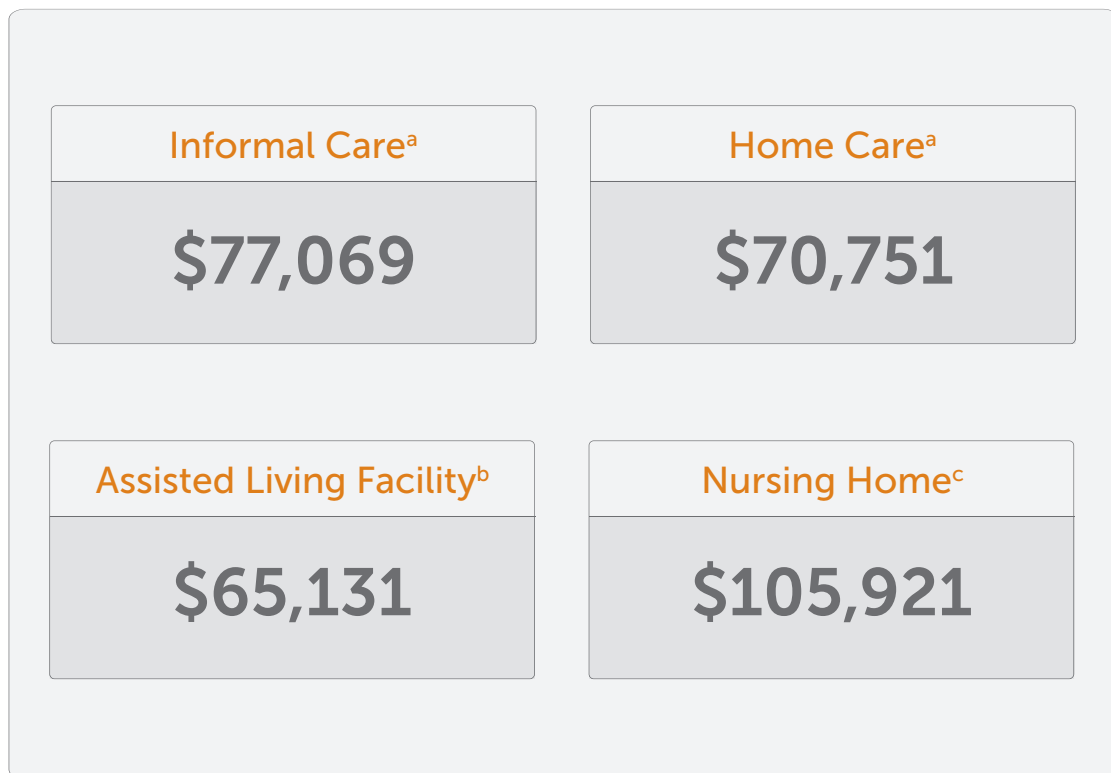 Informal Careᵃ
$77,069
Home Careᵃ
$70,751
Assisted Living Facilityᵇ
$65,131
Nursing Homeᶜ
$105,921